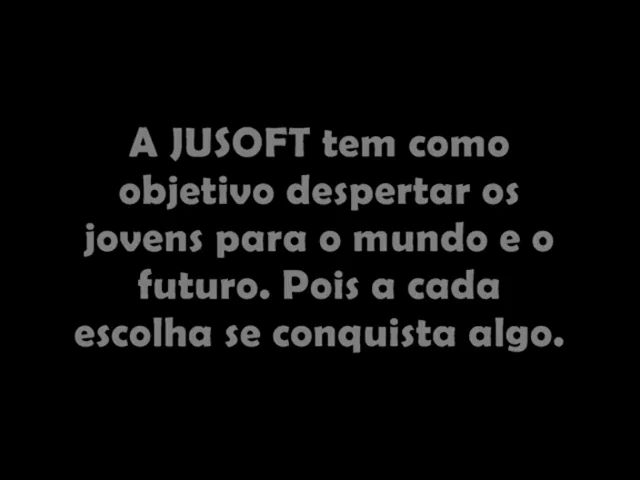 A JUSOFT tem como
objetivo despertar os
jovens para o mundo e o
futuro. Pois a cada
escolha se conquista algo.